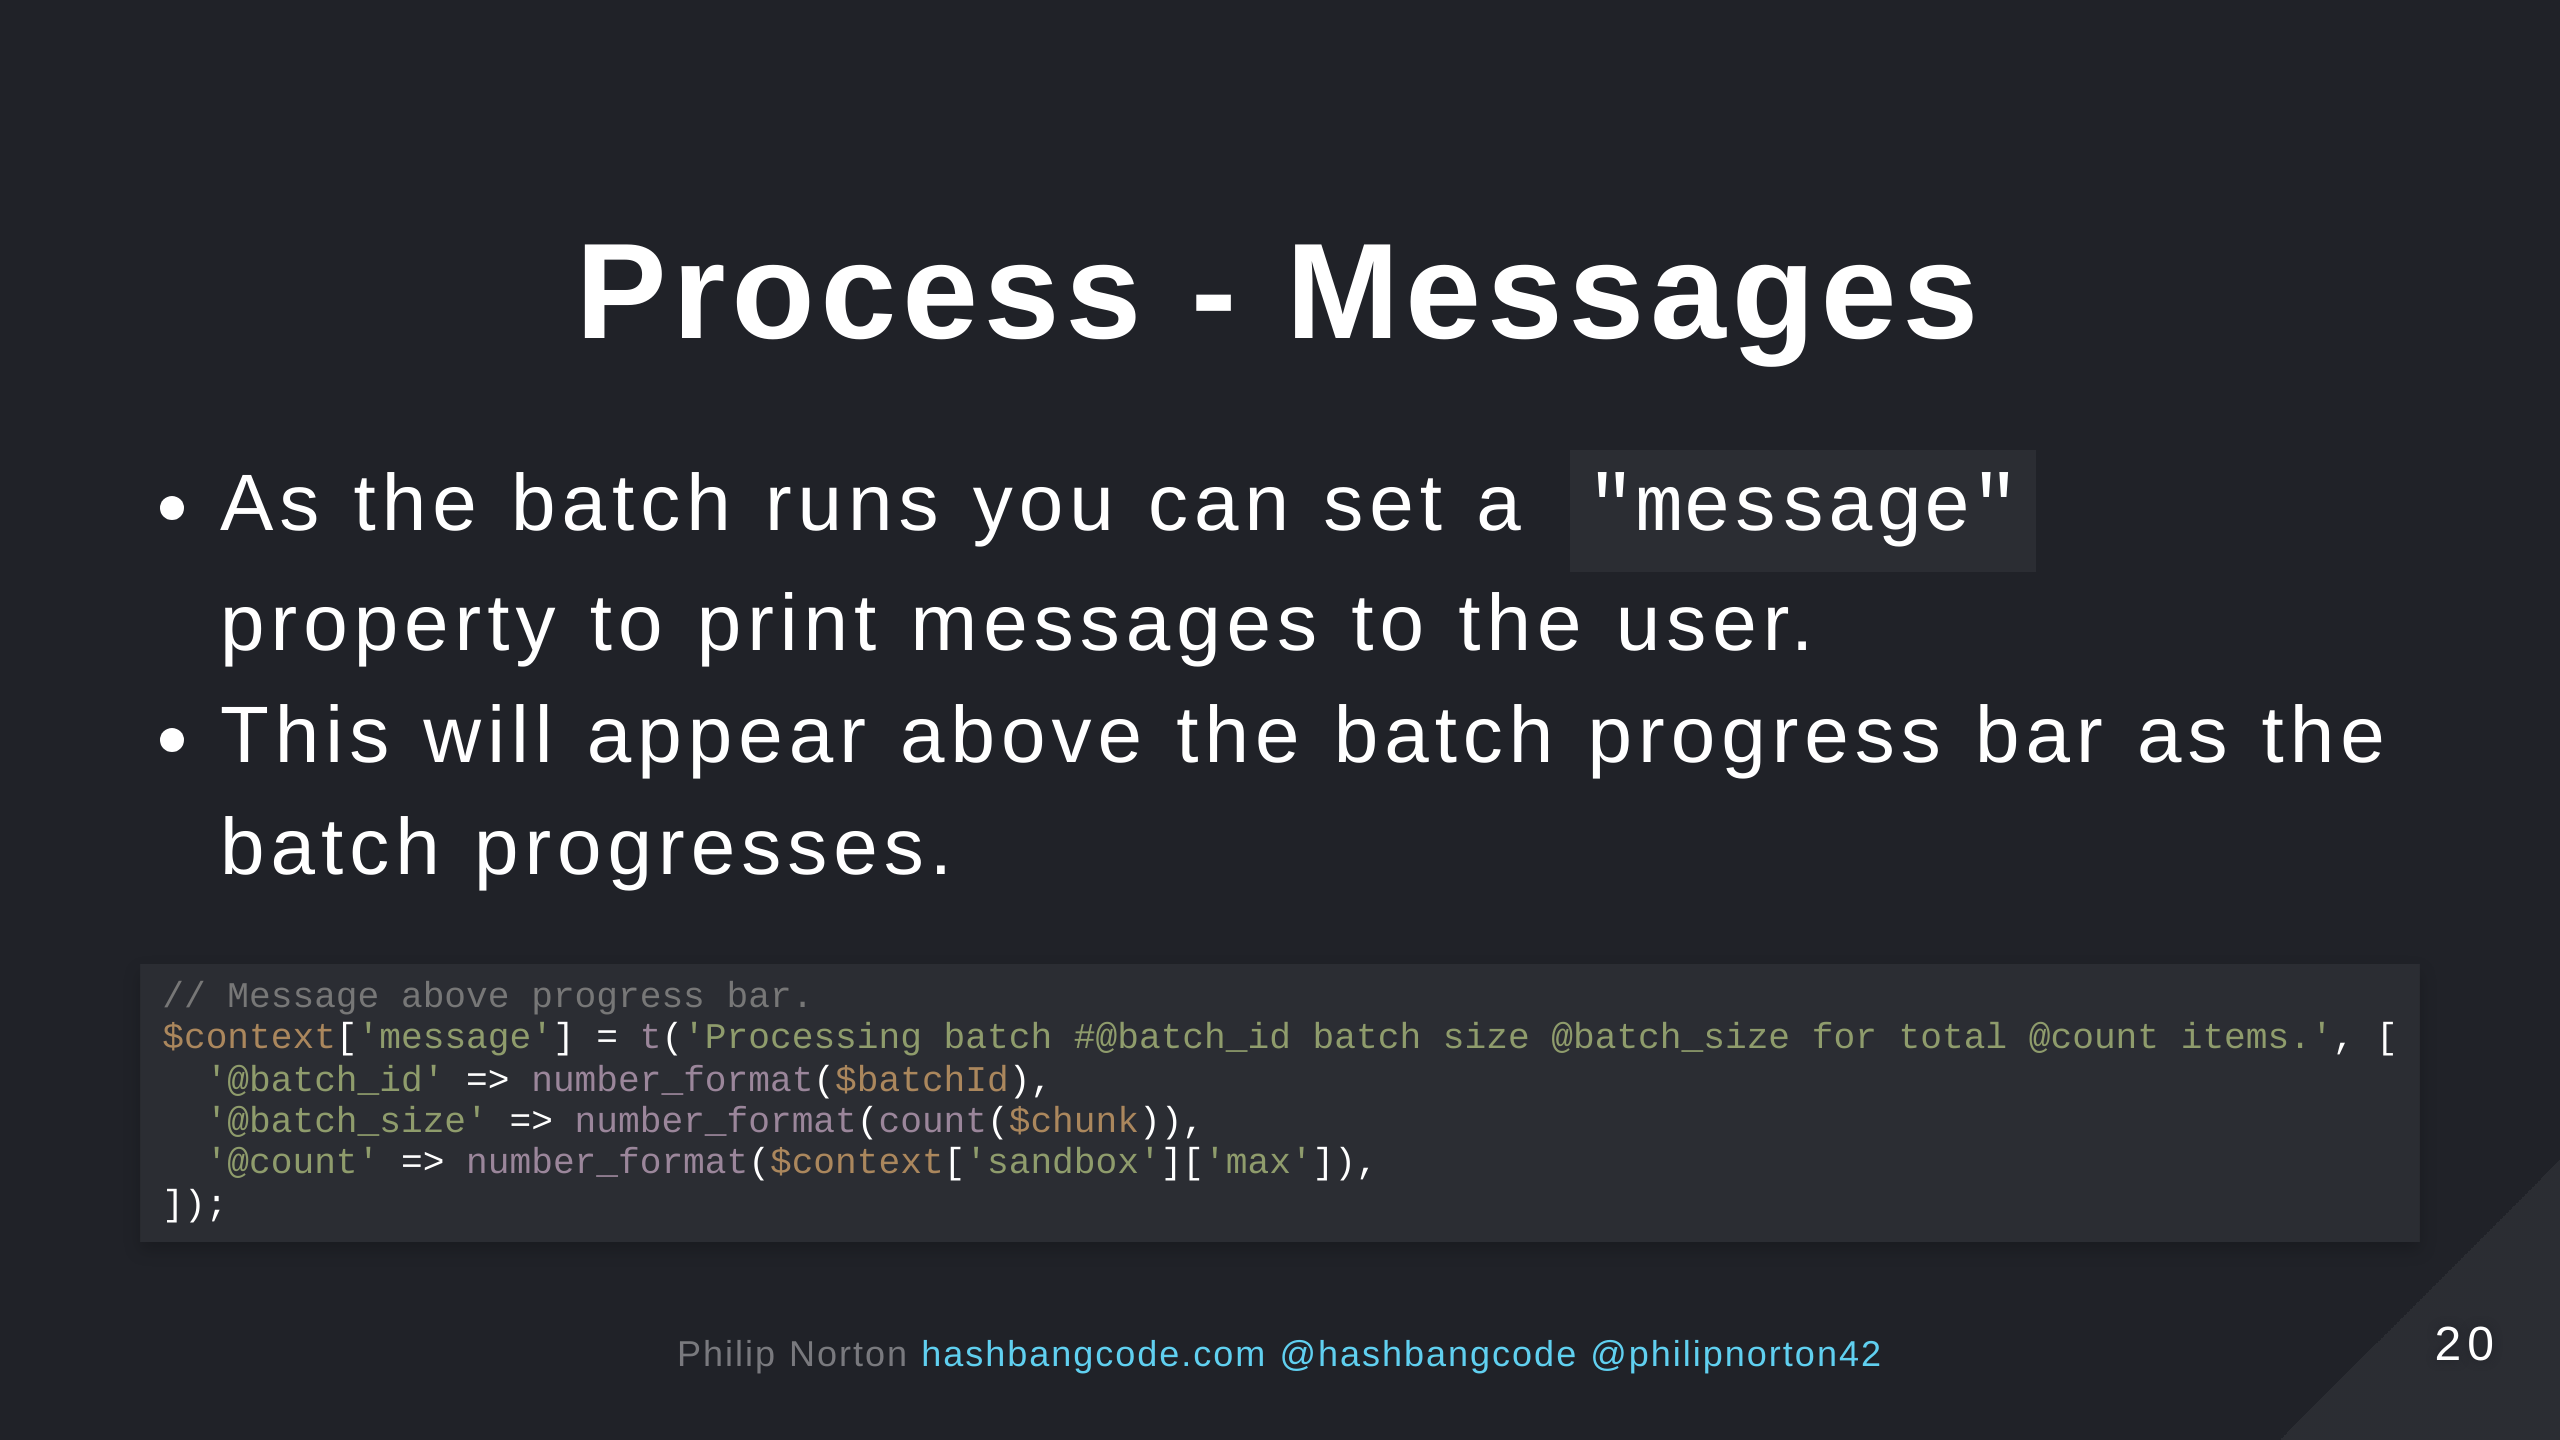 Process - Messages
• As the batch runs you can set a "message"
property to print messages to the user.
• This will appear above the batch progress bar as the
batch progresses.
// Message above progress bar.
$context['message'] = t('Processing batch #@batch_id batch size @batch_size for total @count items.', [
  '@batch_id' => number_format($batchId),
  '@batch_size' => number_format(count($chunk)),
  '@count' => number_format($context['sandbox']['max']),
]);
Philip Norton hashbangcode.com @hashbangcode @philipnorton42
20